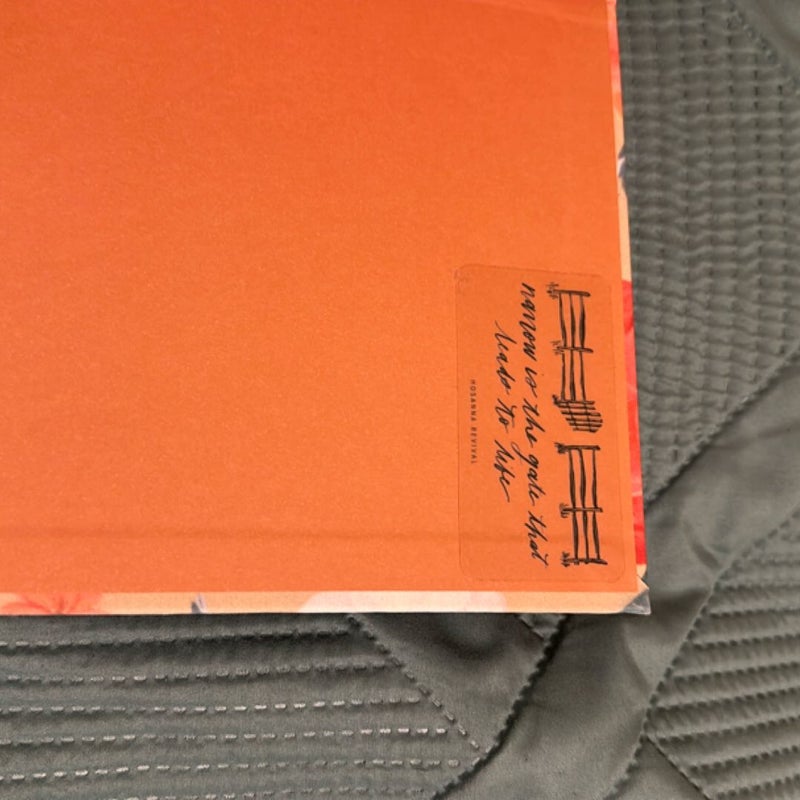 narrow is the gate that
leads to life
HOSANNA REVIVAL